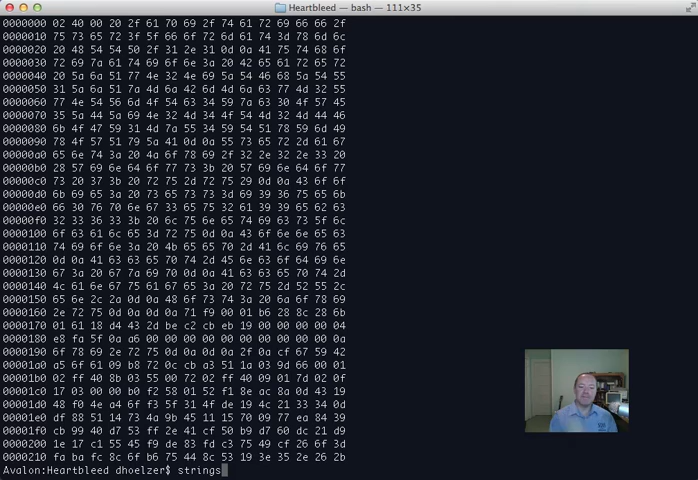 Heartbleed — bash — 111×35
0000000 02 40 00 20 2f 61 70 69 2f 74 61 72 69 66 66 2f
0000010 75 73 65 72 3f 5f 66 6f 72 6d 61 74 3d 78 6d 6c
0000020 20 48 54 54 50 2f 31 2e 31 0d 0a 41 75 74 68 6f
0000030 72 69 7a 61 74 69 6f 6e 3a 20 42 65 61 72 65 72
0000040 20 5a 6a 51 77 4e 32 4e 69 5a 54 46 68 5a 54 55
0000050 31 5a 6a 51 7a 4d 6a 42 6d 4d 6a 63 77 4d 32 55
0000060 77 4e 54 56 6d 4f 54 63 34 59 7a 63 30 4f 57 45
0000070 35 5a 44 5a 69 4e 32 4d 34 4f 54 4d 32 4d 44 46
0000080 6b 4f 47 59 31 4d 7a 55 34 59 54 51 78 59 6d 49
0000090 78 4f 57 51 79 5a 41 0d 0a 55 73 65 72 2d 61 67
00000a0 65 6e 74 3a 20 4a 6f 78 69 2f 32 2e 32 2e 33 20
00000b0 28 57 69 6e 64 6f 77 73 3b 20 57 69 6e 64 6f 77
00000c0 73 20 37 3b 20 72 75 2d 72 75 29 0d 0a 43 6f 6f
00000d0 6b 69 65 3a 20 73 65 73 73 3d 69 39 36 75 65 6b
00000e0 66 30 76 70 6e 67 33 65 75 32 61 39 39 65 62 63
00000f0 32 33 36 33 3b 20 6c 75 6e 65 74 69 63 73 5f 6c
0000100 6f 63 61 6c 65 3d 72 75 0d 0a 43 6f 6e 6e 65 63
0000110 74 69 6f 6e 3a 20 4b 65 65 70 2d 41 6c 69 76 65
0000120 0d 0a 41 63 63 65 70 74 2d 45 6e 63 6f 64 69 6e
0000130 67 3a 20 67 7a 69 70 0d 0a 41 63 63 65 70 74 2d
0000140 4c 61 6e 67 75 61 67 65 3a 20 72 75 2d 52 55 2c
0000150 65 6e 2c 2a 0d 0a 48 6f 73 74 3a 20 6a 6f 78 69
0000160 2e 72 75 0d 0a 0d 0a 71 f9 00 01 b6 28 8c 28 6b
0000170 01 61 18 d4 43 2d be c2 cb eb 19 00 00 00 00 04
0000180 e8 fa 5f 0a a6 00 00 00 00 00 00 00 00 00 00 0a
0000190 6f 78 69 2e 72 75 0d 0a 0d 0a 2f 0a cf 67 59 42
00001a0 a5 6f 61 09 b8 72 0c cb a3 51 1a 03 9d 66 00 01
00001b0 02 ff 40 8b 03 55 00 72 02 ff 40 09 01 7d 02 0f
00001c0 17 03 00 00 b0 f2 58 01 52 f1 8e ac 8a 0d 43 19
00001d0 48 f0 4e a4 6f f3 5f 31 4f de 19 4c 21 33 34 0d
00001e0 df 88 51 14 73 4a 9b 45 11 15 70 09 77 ea 84 39
00001f0 cb 99 40 d7 53 ff 2e 41 cf 50 b9 d7 60 dc 21 d9
0000200 1e 17 c1 55 45 f9 de 83 fd c3 75 49 cf 26 6f 3d
0000210 fa ba fc 8c 6f b6 75 44 8c 53 19 3e 35 2e 26 2b
Avalon:Heartbleed dhoelzer$ strings